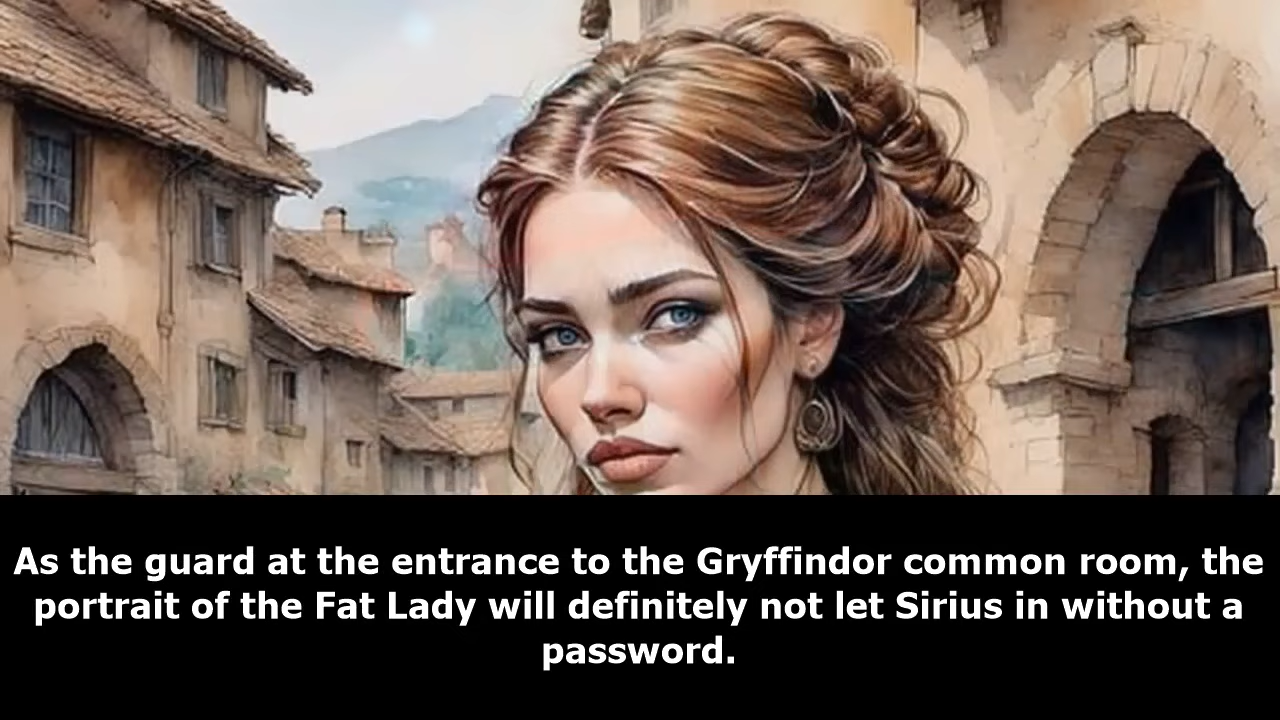 As the guard at the entrance to the Gryffindor common room, the
portrait of the Fat Lady will definitely not let Sirius in without a
password.